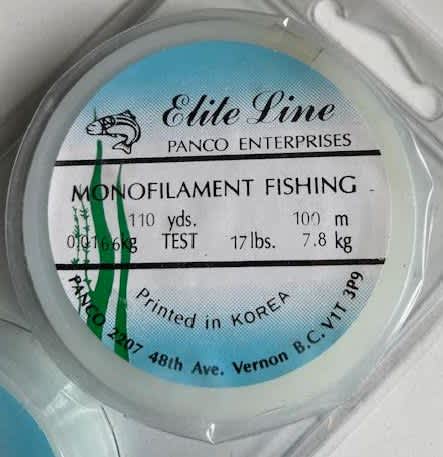 Elite Line
PANCO ENTERPRISES
MONOFILAMENT FISHING
110 yds. 100 m
TEST 17 lbs. 7.8 kg
Printed in KOREA
PANCO 2207 48th Ave. Vernon B.C. V1T 3P9